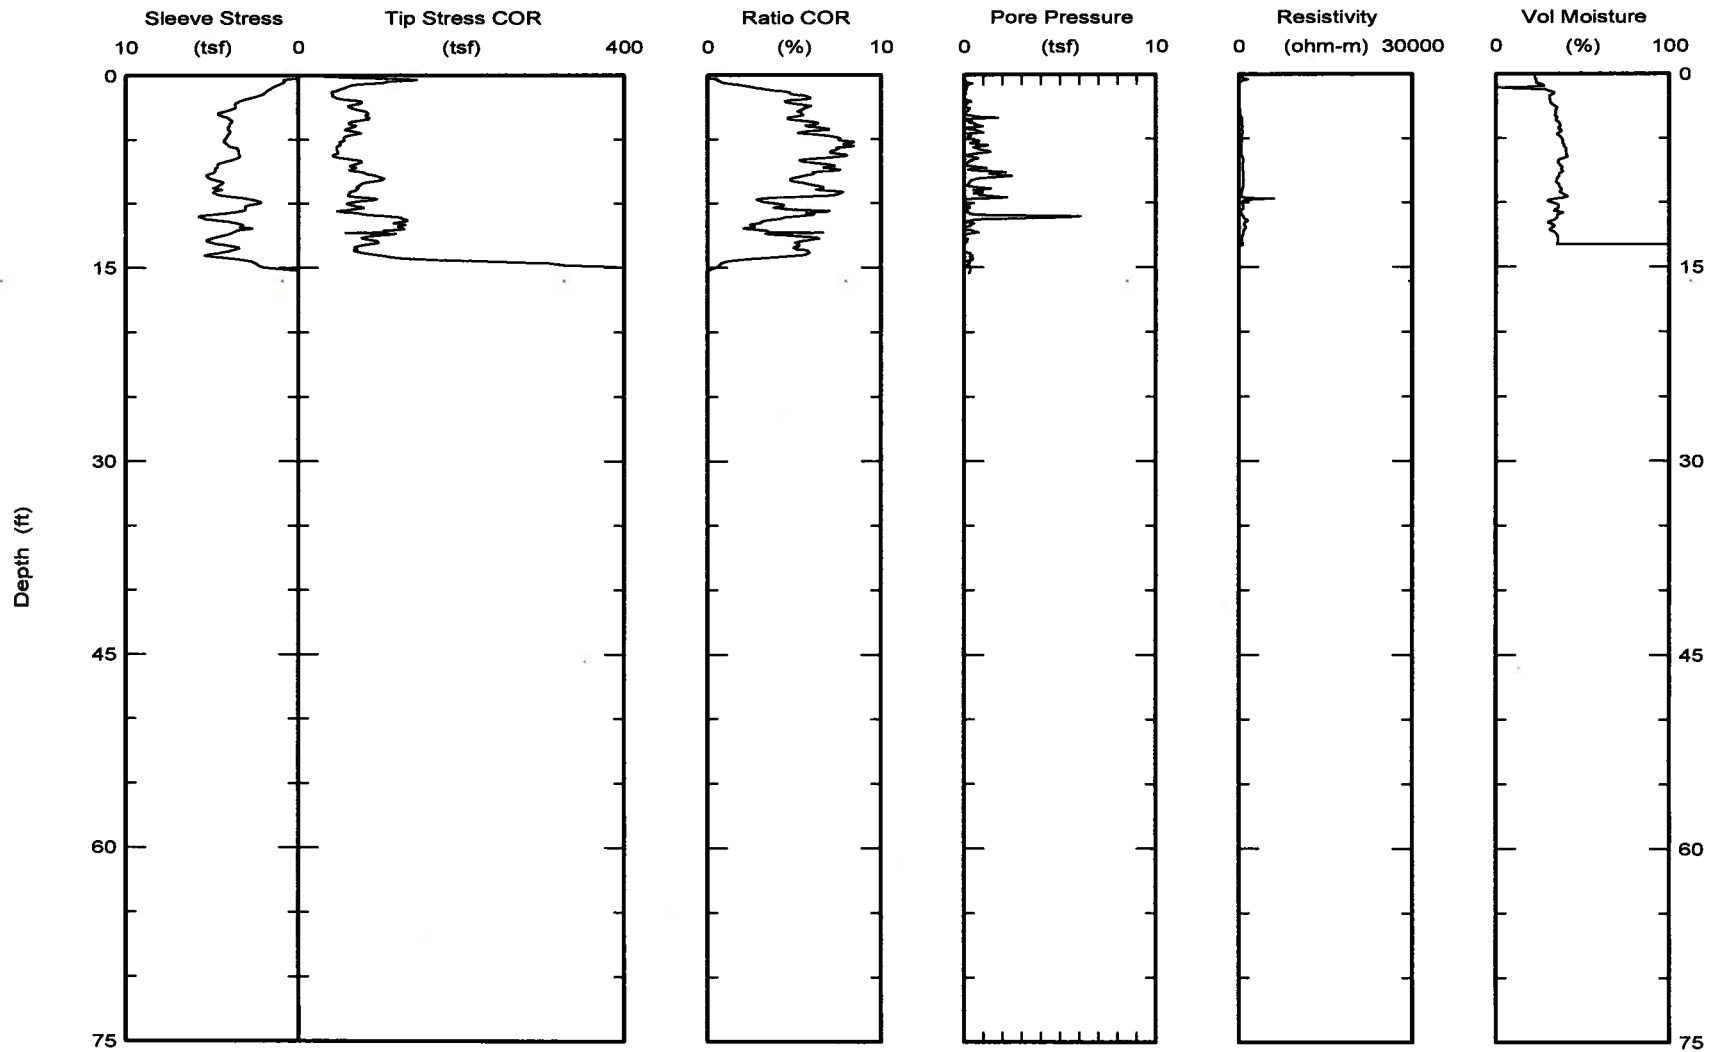 Sleeve Stress Tip Stress COR Ratio COR Pore Pressure Resistivity Vol Moisture
10 (tsf) 0 (tsf) 400 0 (%) 10 0 (tsf) 10 0 (ohm-m) 30000 0 (%) 100
0 0
15 15
30 30
Depth (ft)
45 45
60 60
75 75